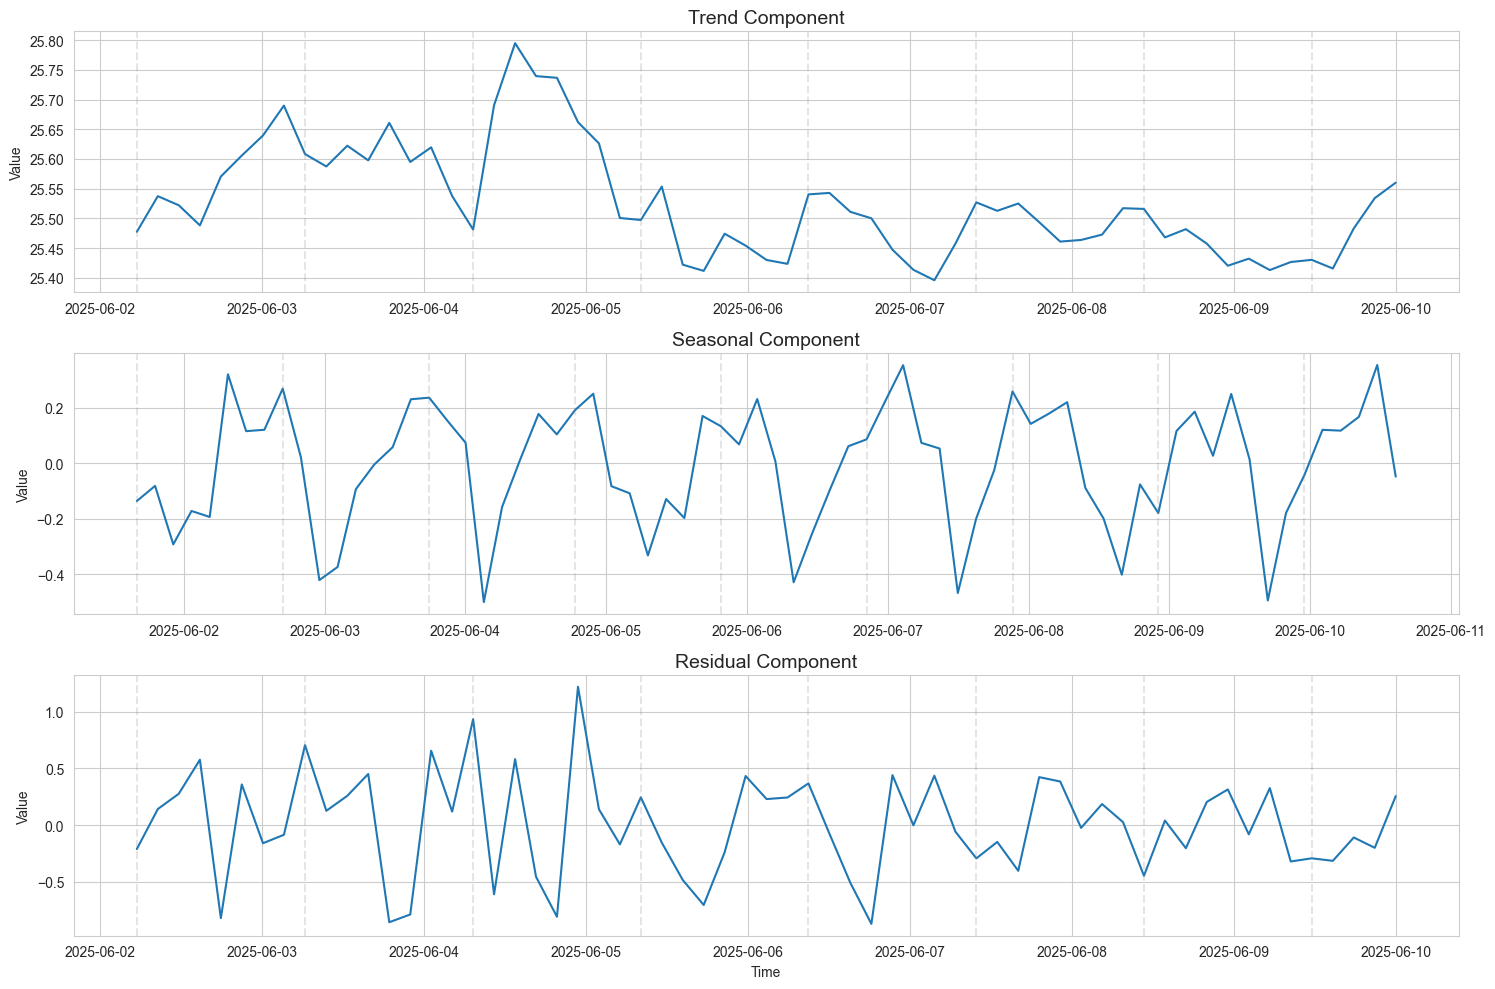 Trend Component
25.80
25.75
25.70
25.65
25.60
25.55
25.50
25.45
25.40
Value
2025-06-02 2025-06-03 2025-06-04 2025-06-05 2025-06-06 2025-06-07 2025-06-08 2025-06-09 2025-06-10
Seasonal Component
0.2
0.0
−0.2
−0.4
Value
2025-06-02 2025-06-03 2025-06-04 2025-06-05 2025-06-06 2025-06-07 2025-06-08 2025-06-09 2025-06-10 2025-06-11
Residual Component
1.0
0.5
0.0
−0.5
Value
2025-06-02 2025-06-03 2025-06-04 2025-06-05 2025-06-06 2025-06-07 2025-06-08 2025-06-09 2025-06-10
Time